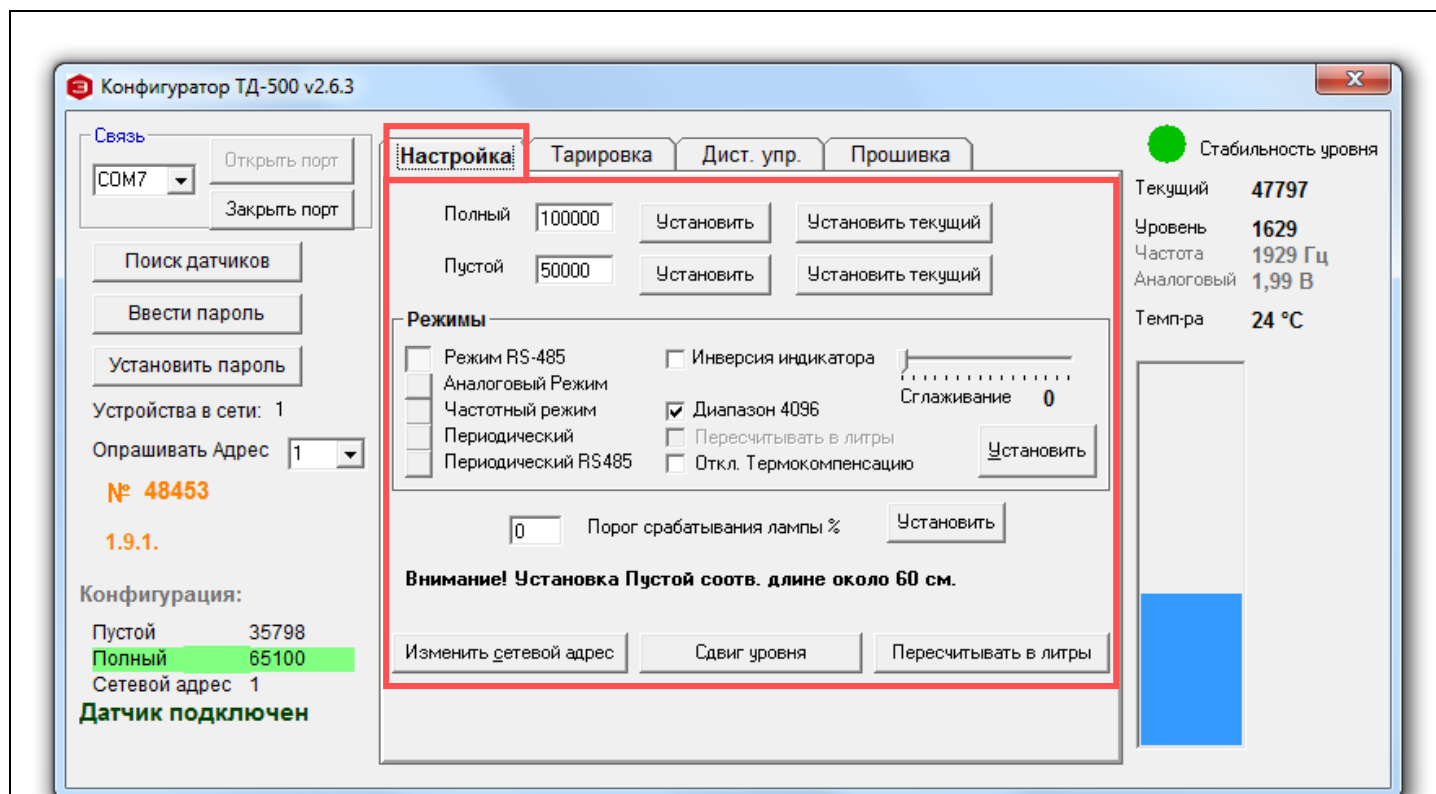 Конфигуратор ТД-500 v2.6.3
Связь
COM7
Открыть порт
Закрыть порт
Поиск датчиков
Ввести пароль
Установить пароль
Устройства в сети: 1
Опрашивать Адрес 1
№ 48453
1.9.1.
Конфигурация:
Пустой 35798
Полный 65100
Сетевой адрес 1
Датчик подключен
Настройка Тарировка Дист. упр. Прошивка
Полный 100000 Установить Установить текущий
Пустой 50000 Установить Установить текущий
Режимы
Режим RS-485
Аналоговый Режим
Частотный режим
Периодический
Периодический RS485
Инверсия индикатора
Диапазон 4096
Пересчитывать в литры
Откл. Термокомпенсацию
Сглаживание 0
Установить
0 Порог срабатывания лампы % Установить
Внимание! Установка Пустой соотв. длине около 60 см.
Изменить сетевой адрес Сдвиг уровня Пересчитывать в литры
Стабильность уровня
Текущий 47797
Уровень 1629
Частота 1929 Гц
Аналоговый 1,99 В
Темп-ра 24 °C